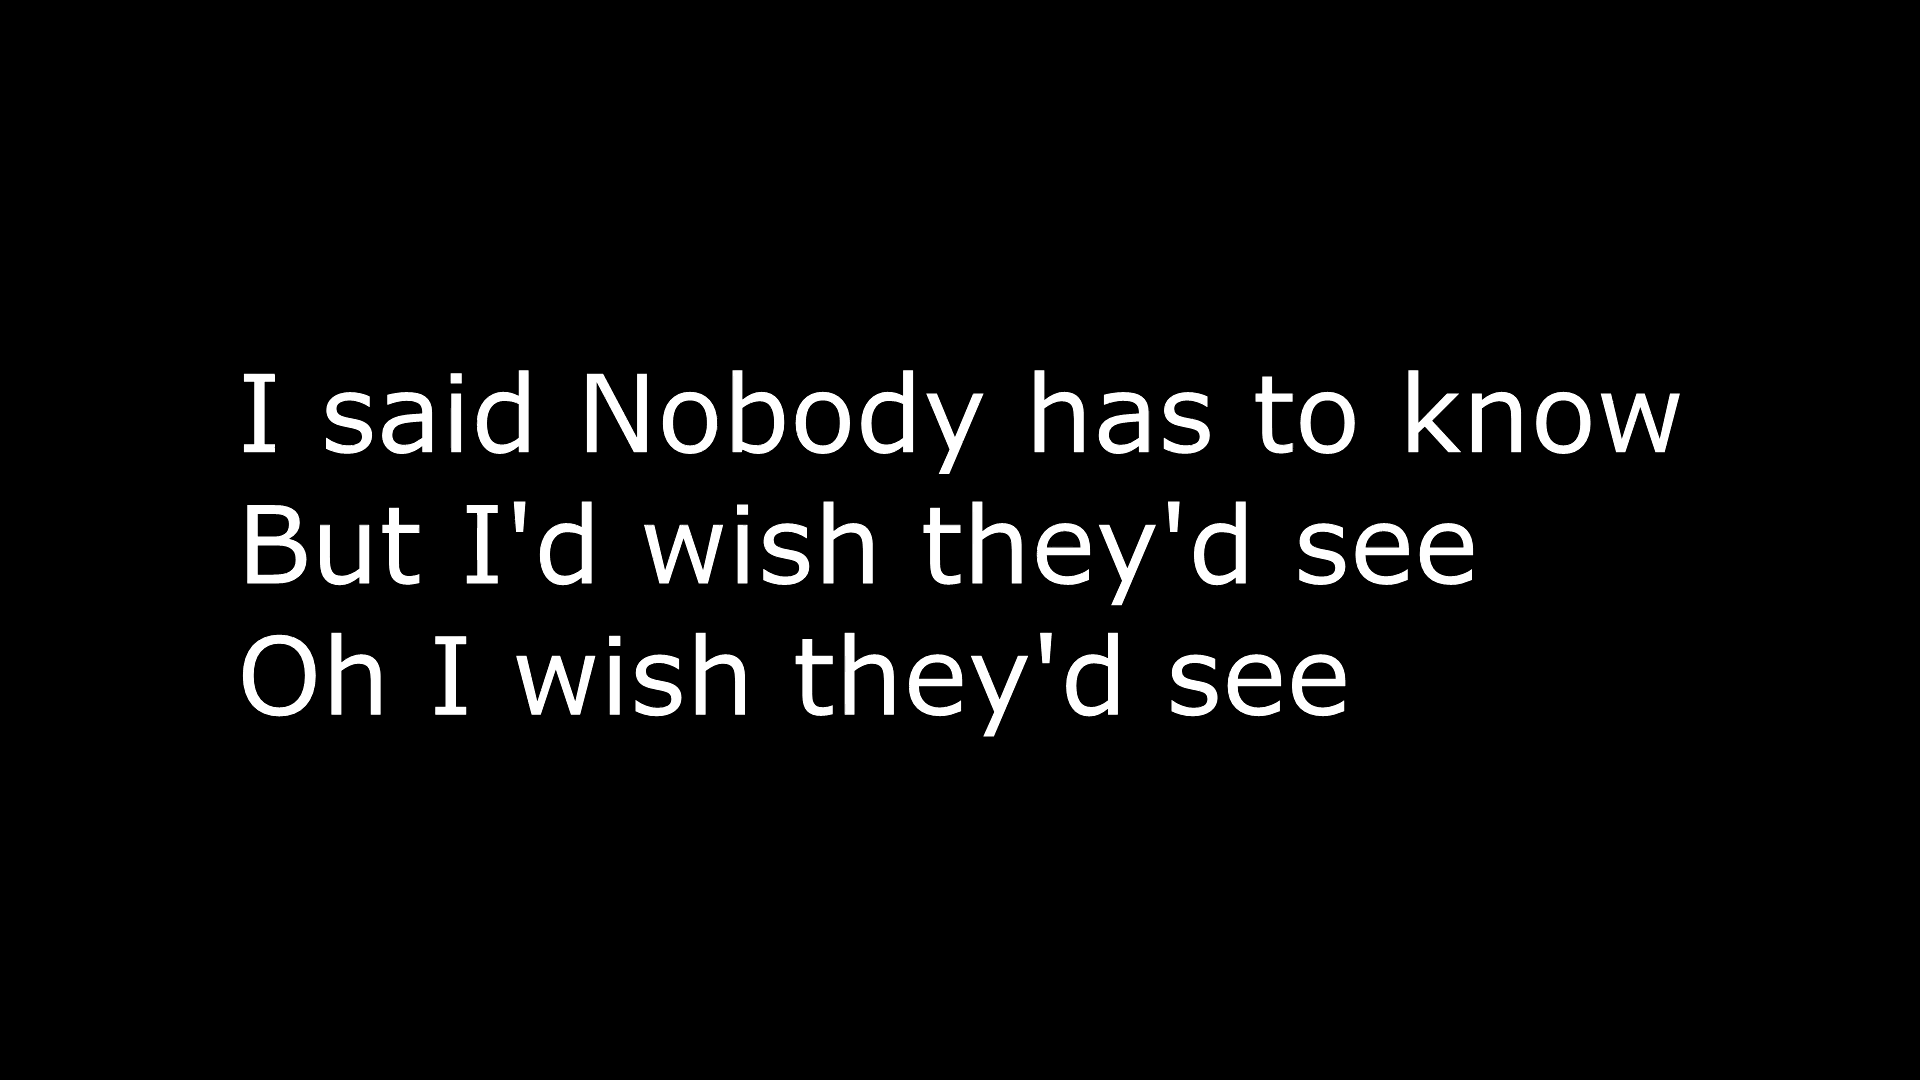 I said Nobody has to know
But I'd wish they'd see
Oh I wish they'd see